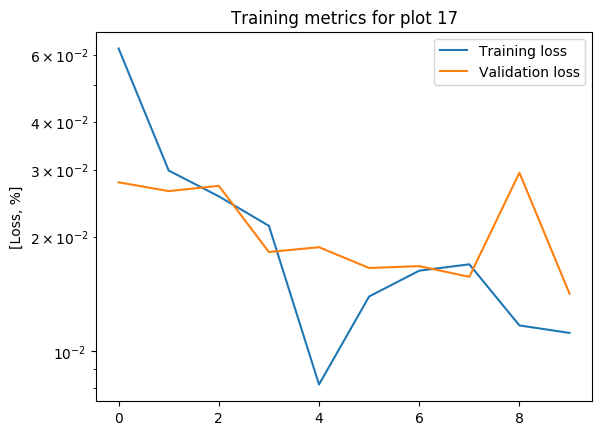 Training metrics for plot 17
Training loss
Validation loss
[Loss, %]
6 × 10⁻²
4 × 10⁻²
3 × 10⁻²
2 × 10⁻²
10⁻²
0 2 4 6 8